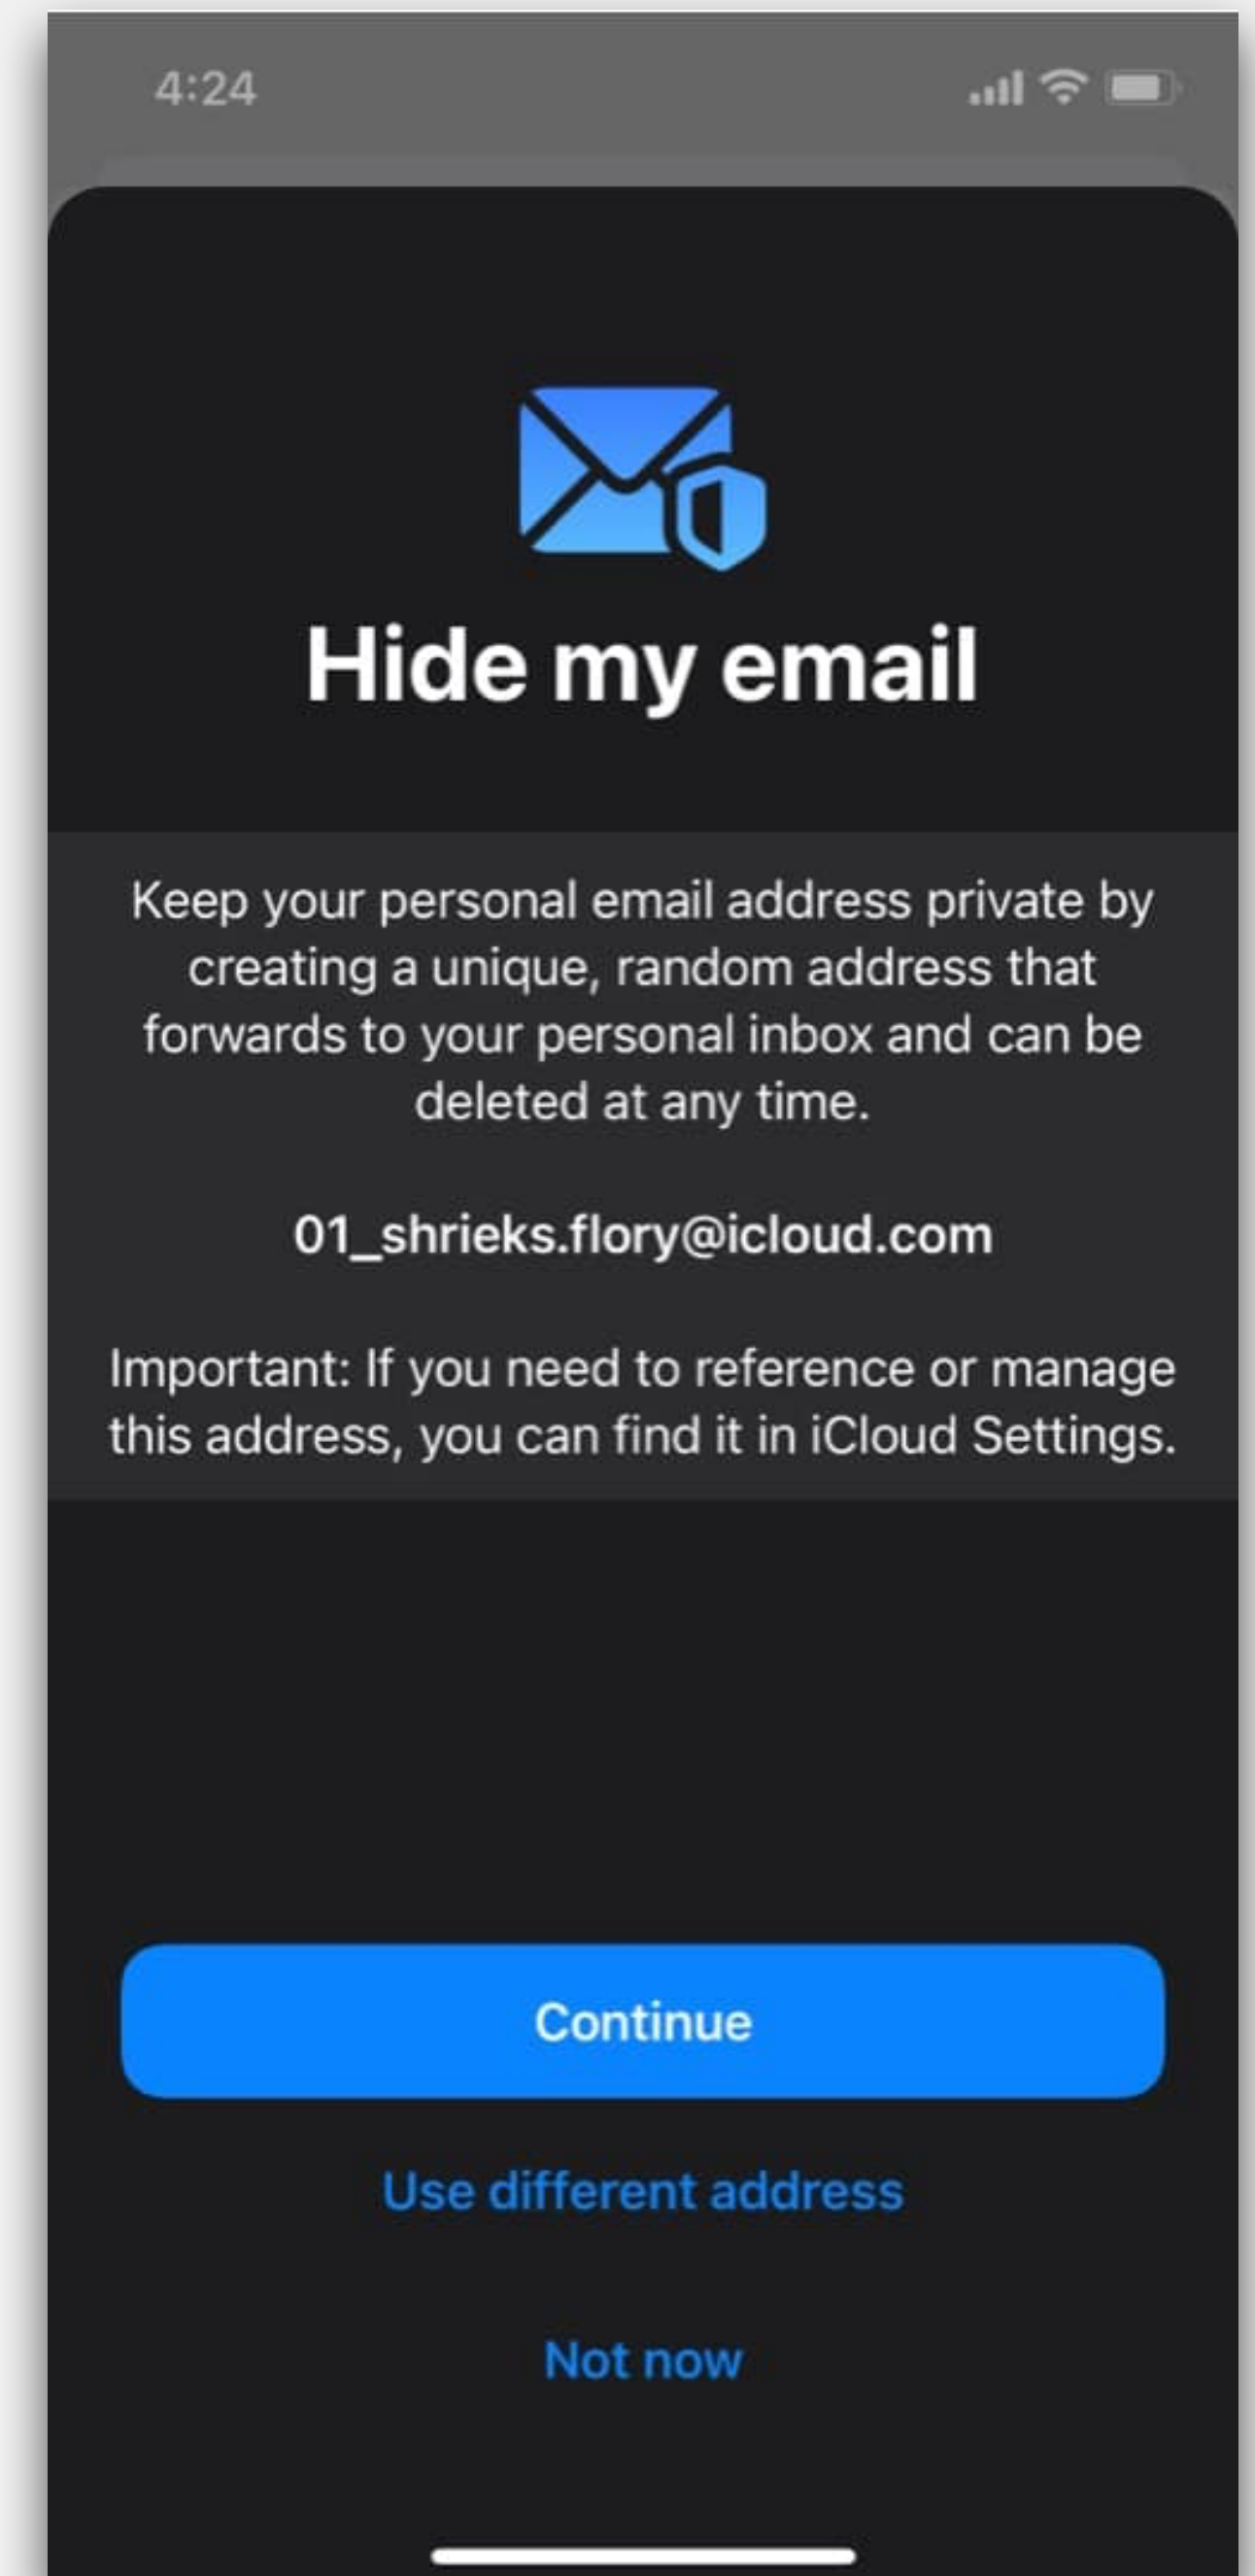 4:24
Hide my email
Keep your personal email address private by
creating a unique, random address that
forwards to your personal inbox and can be
deleted at any time.
01_shrieks.flory@icloud.com
Important: If you need to reference or manage
this address, you can find it in iCloud Settings.
Continue
Use different address
Not now